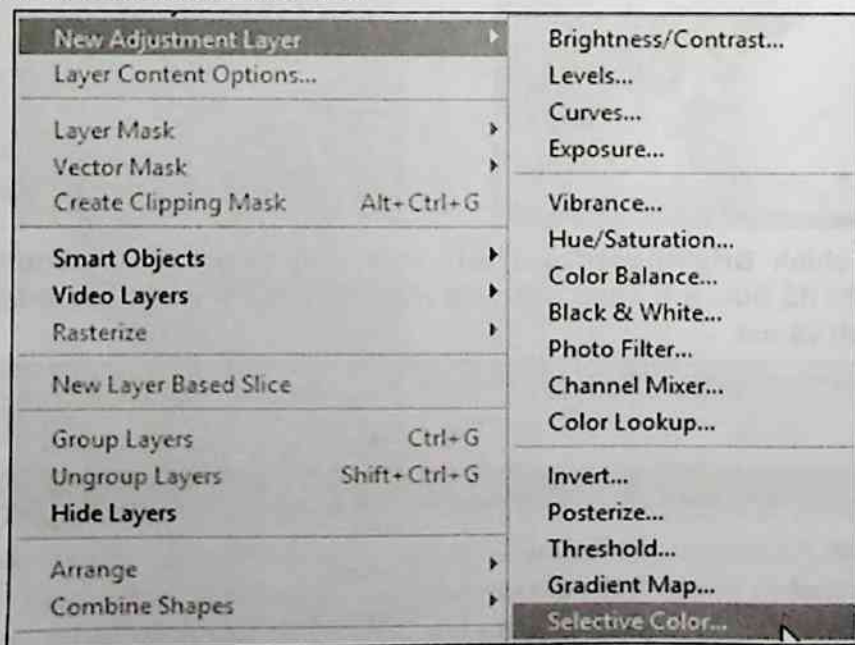 New Adjustment Layer
Layer Content Options...
Layer Mask
Vector Mask
Create Clipping Mask Alt+Ctrl+G
Smart Objects
Video Layers
Rasterize
New Layer Based Slice
Group Layers Ctrl+G
Ungroup Layers Shift+Ctrl+G
Hide Layers
Arrange
Combine Shapes
Brightness/Contrast...
Levels...
Curves...
Exposure...
Vibrance...
Hue/Saturation...
Color Balance...
Black & White...
Photo Filter...
Channel Mixer...
Color Lookup...
Invert...
Posterize...
Threshold...
Gradient Map...
Selective Color...